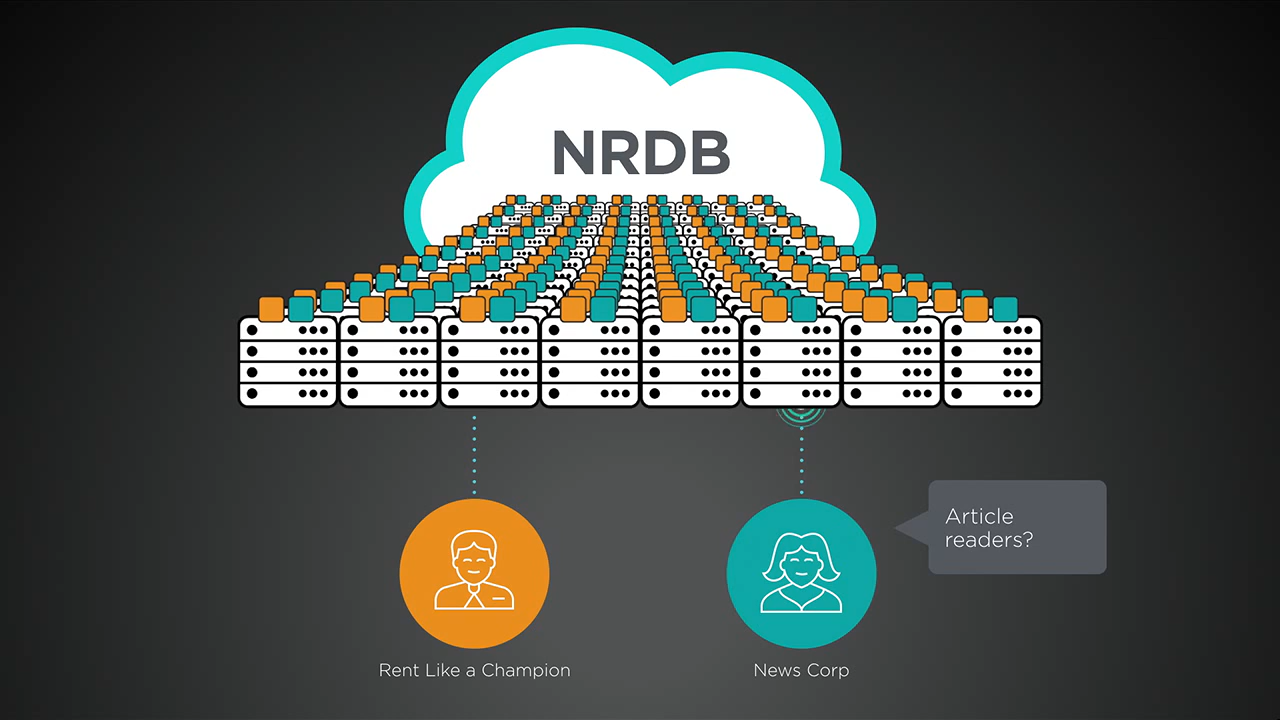 NRDB
Article
readers?
Rent Like a Champion
News Corp